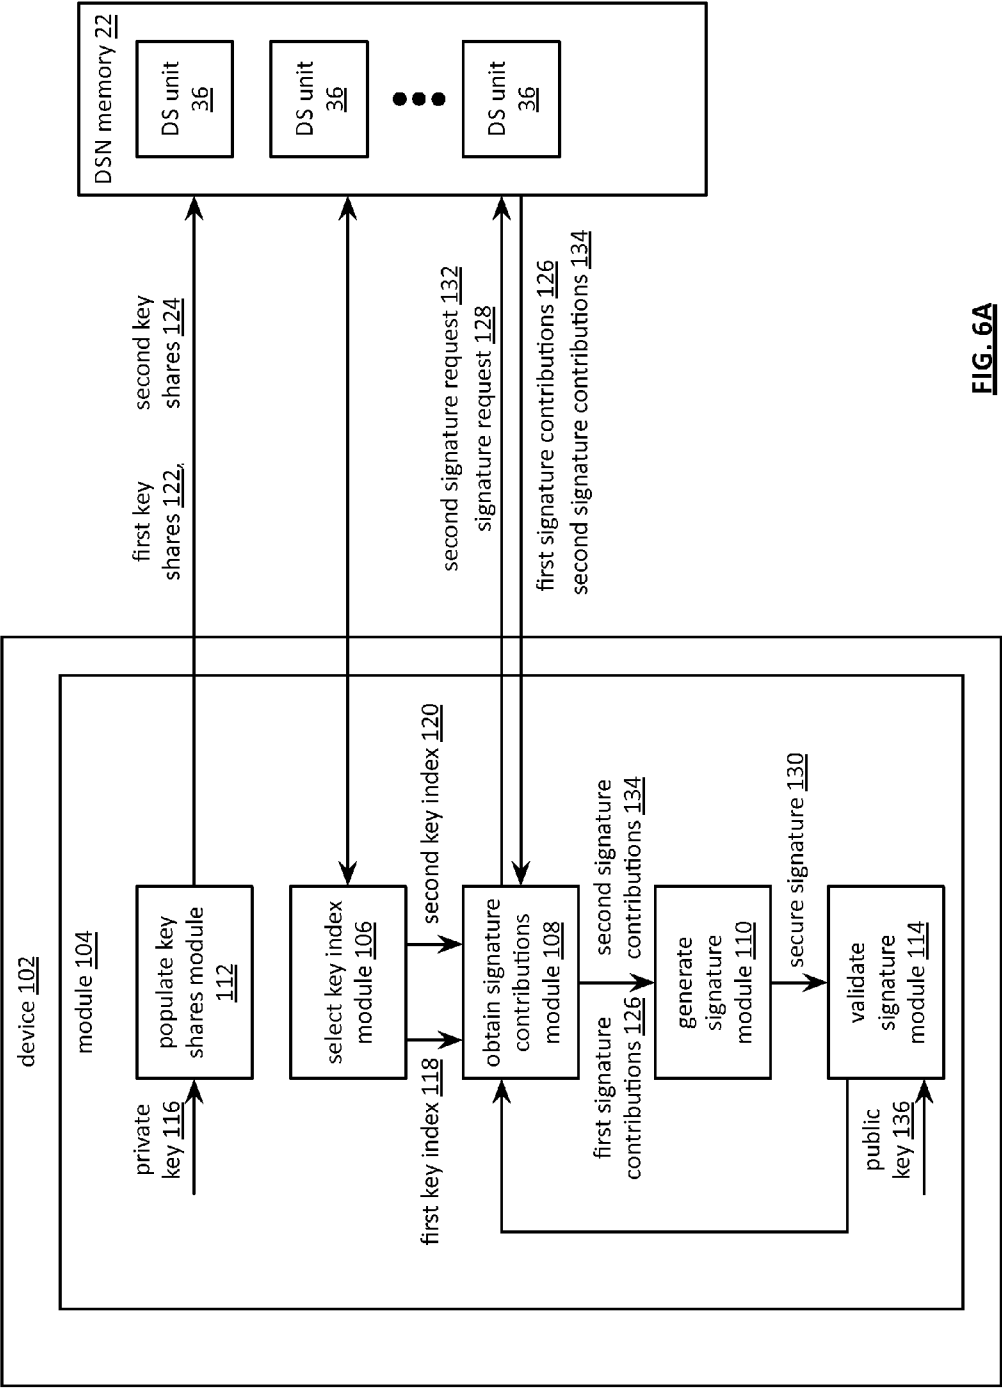 device 102
module 104
private
key 116
populate key
shares module
112
first key
shares 122,
second key
shares 124
DSN memory 22
DS unit
36
DS unit
36
DS unit
36
select key index
module 106
first key index 118
second key index 120
obtain signature
contributions
module 108
second signature request 132
signature request 128
first signature contributions 126
second signature contributions 134
first signature
contributions 126
second signature
contributions 134
generate
signature
module 110
secure signature 130
public
key 136
validate
signature
module 114
FIG. 6A